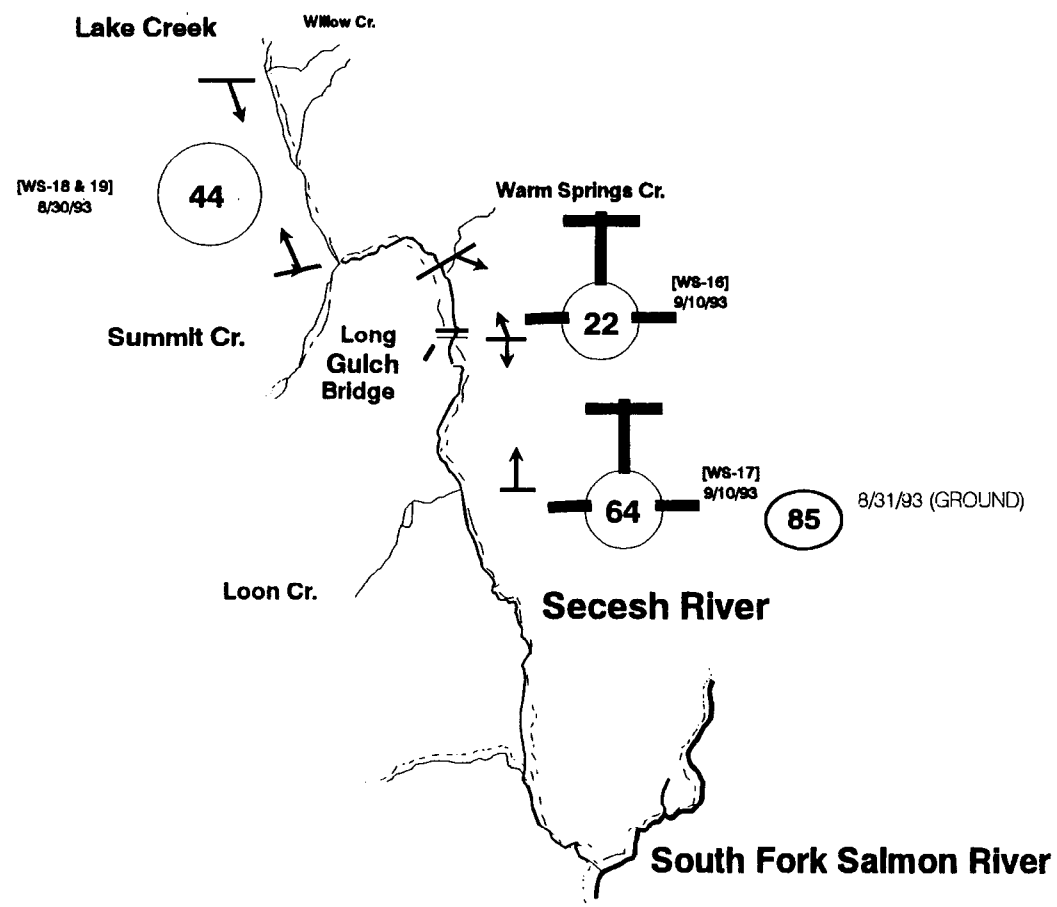 Lake Creek
Willow Cr.
[WS-18 & 19]
8/30/93
44
Warm Springs Cr.
[WS-16]
9/10/93
22
Summit Cr.
Long
Gulch
Bridge
[WS-17]
9/10/93
64
85
8/31/93 (GROUND)
Loon Cr.
Secesh River
South Fork Salmon River